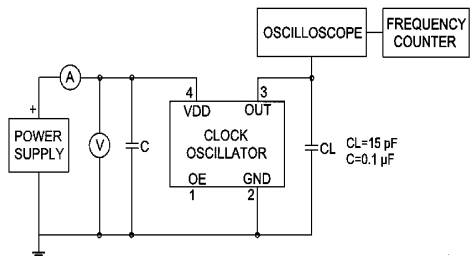 OSCILLOSCOPE
FREQUENCY
COUNTER
A
4
3
+
VDD
OUT
POWER
SUPPLY
V
C
CLOCK
OSCILLATOR
CL
CL=15 pF
C=0.1 µF
OE
GND
1
2